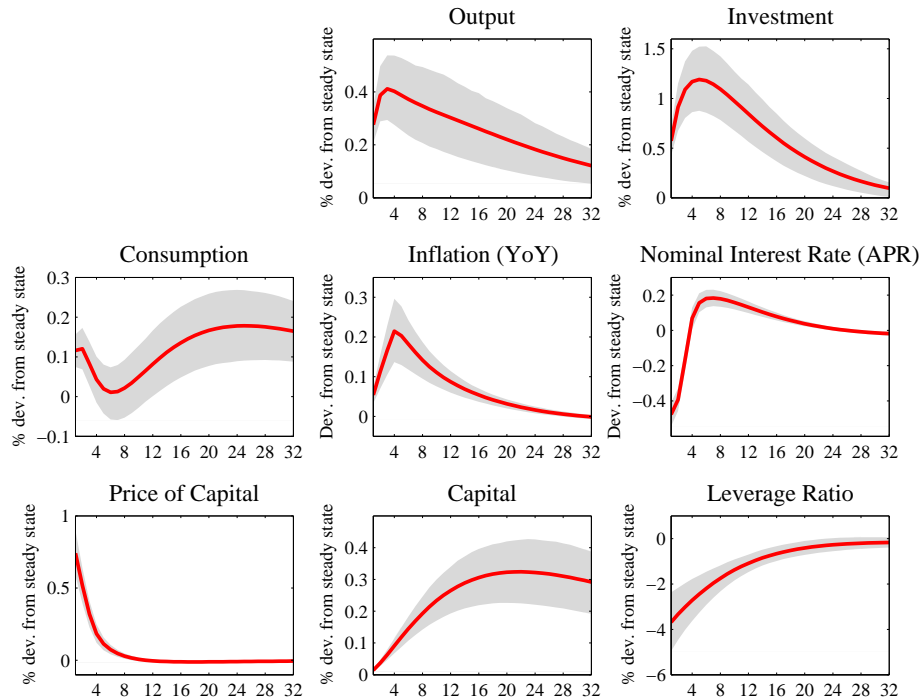 Output
% dev. from steady state
0.4
0.2
0
4 8 12 16 20 24 28 32
Investment
% dev. from steady state
1.5
1
0.5
0
4 8 12 16 20 24 28 32
Consumption
% dev. from steady state
0.3
0.2
0.1
0
−0.1
4 8 12 16 20 24 28 32
Inflation (YoY)
Dev. from steady state
0.3
0.2
0.1
0
4 8 12 16 20 24 28 32
Nominal Interest Rate (APR)
Dev. from steady state
0.2
0
−0.2
−0.4
4 8 12 16 20 24 28 32
Price of Capital
% dev. from steady state
1
0.5
0
4 8 12 16 20 24 28 32
Capital
% dev. from steady state
0.4
0.3
0.2
0.1
0
4 8 12 16 20 24 28 32
Leverage Ratio
% dev. from steady state
0
−2
−4
−6
4 8 12 16 20 24 28 32